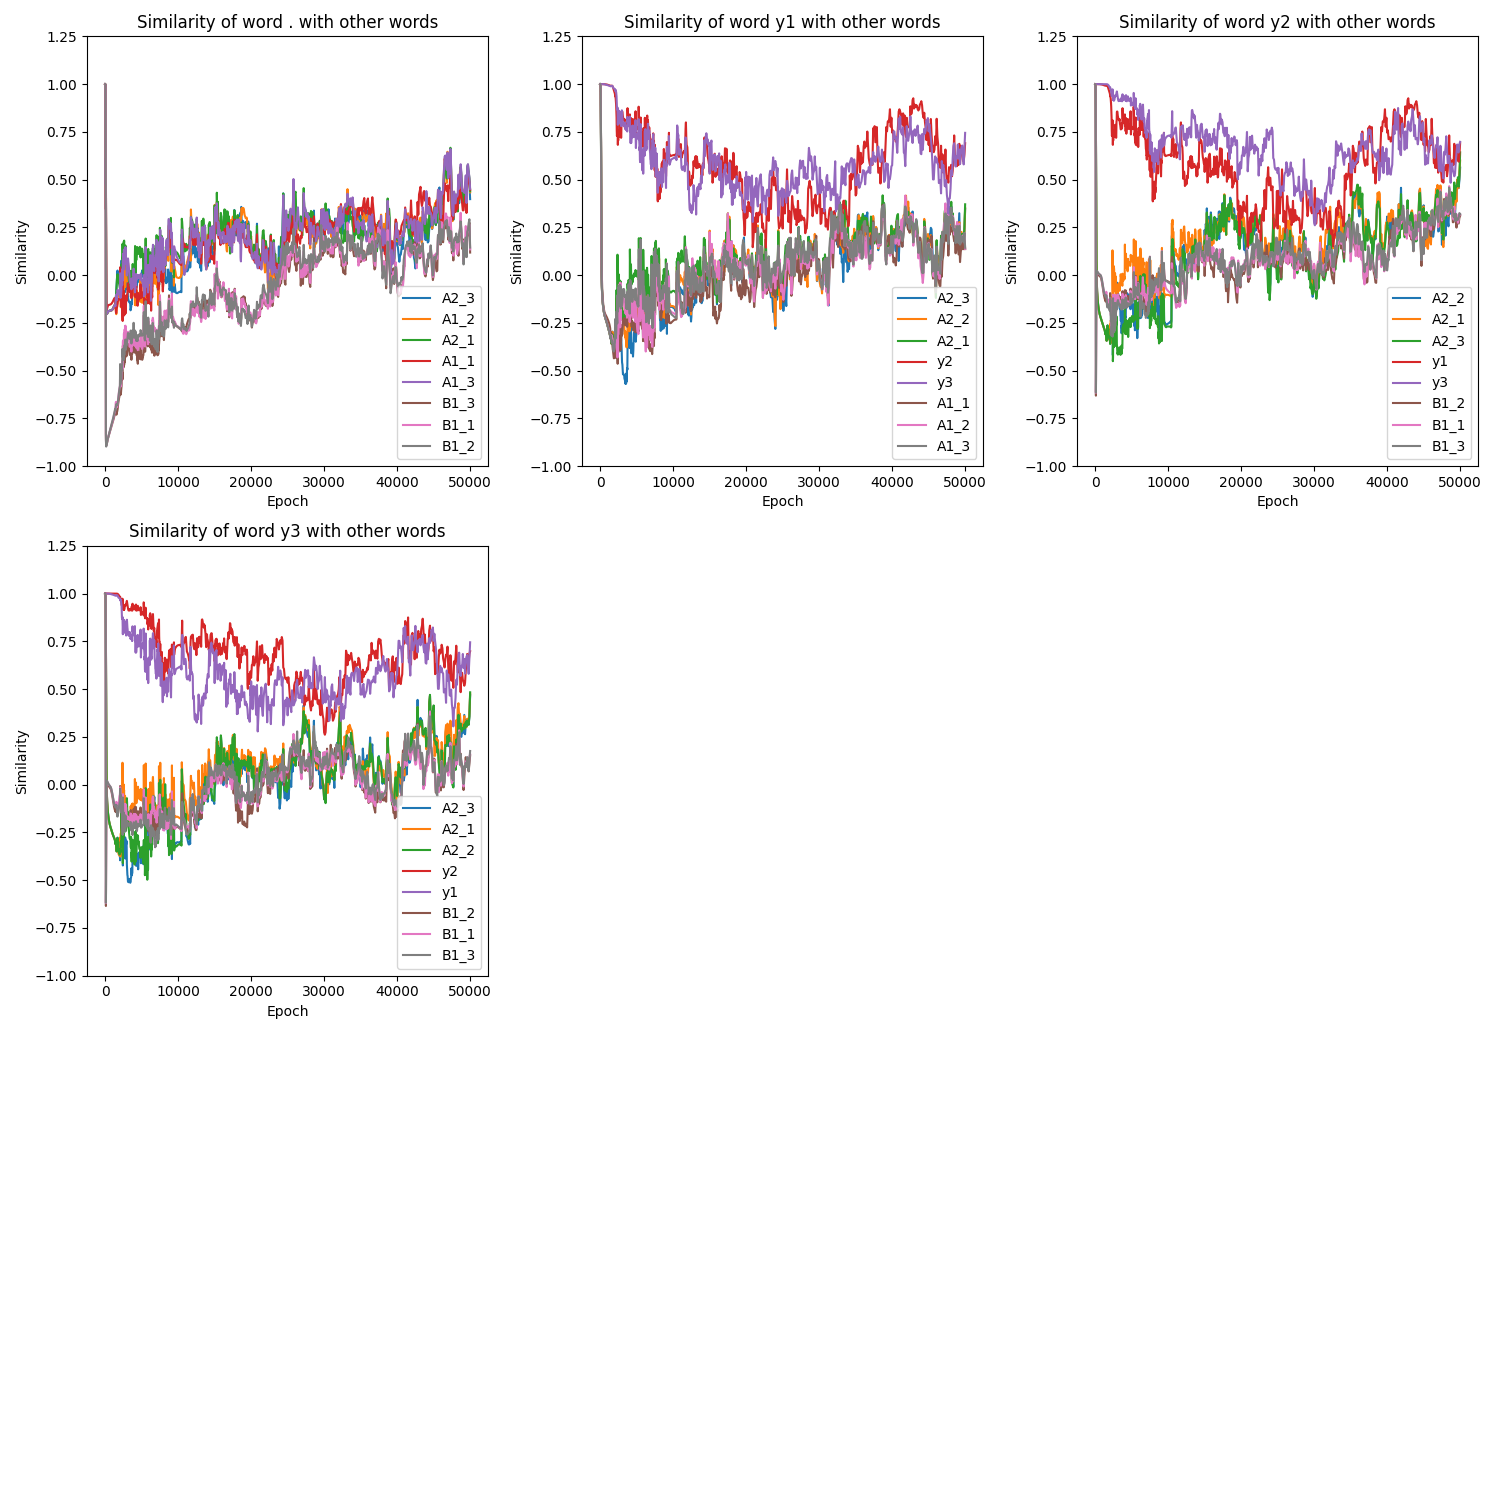 Similarity of word . with other words
1.25
1.00
0.75
0.50
0.25
0.00
−0.25
−0.50
−0.75
−1.00
Similarity
0 10000 20000 30000 40000 50000
Epoch
A2_3
A1_2
A2_1
A1_1
A1_3
B1_3
B1_1
B1_2
Similarity of word y1 with other words
1.25
1.00
0.75
0.50
0.25
0.00
−0.25
−0.50
−0.75
−1.00
Similarity
0 10000 20000 30000 40000 50000
Epoch
A2_3
A2_2
A2_1
y2
y3
A1_1
A1_2
A1_3
Similarity of word y2 with other words
1.25
1.00
0.75
0.50
0.25
0.00
−0.25
−0.50
−0.75
−1.00
Similarity
0 10000 20000 30000 40000 50000
Epoch
A2_2
A2_1
A2_3
y1
y3
B1_2
B1_1
B1_3
Similarity of word y3 with other words
1.25
1.00
0.75
0.50
0.25
0.00
−0.25
−0.50
−0.75
−1.00
Similarity
0 10000 20000 30000 40000 50000
Epoch
A2_3
A2_1
A2_2
y2
y1
B1_2
B1_1
B1_3